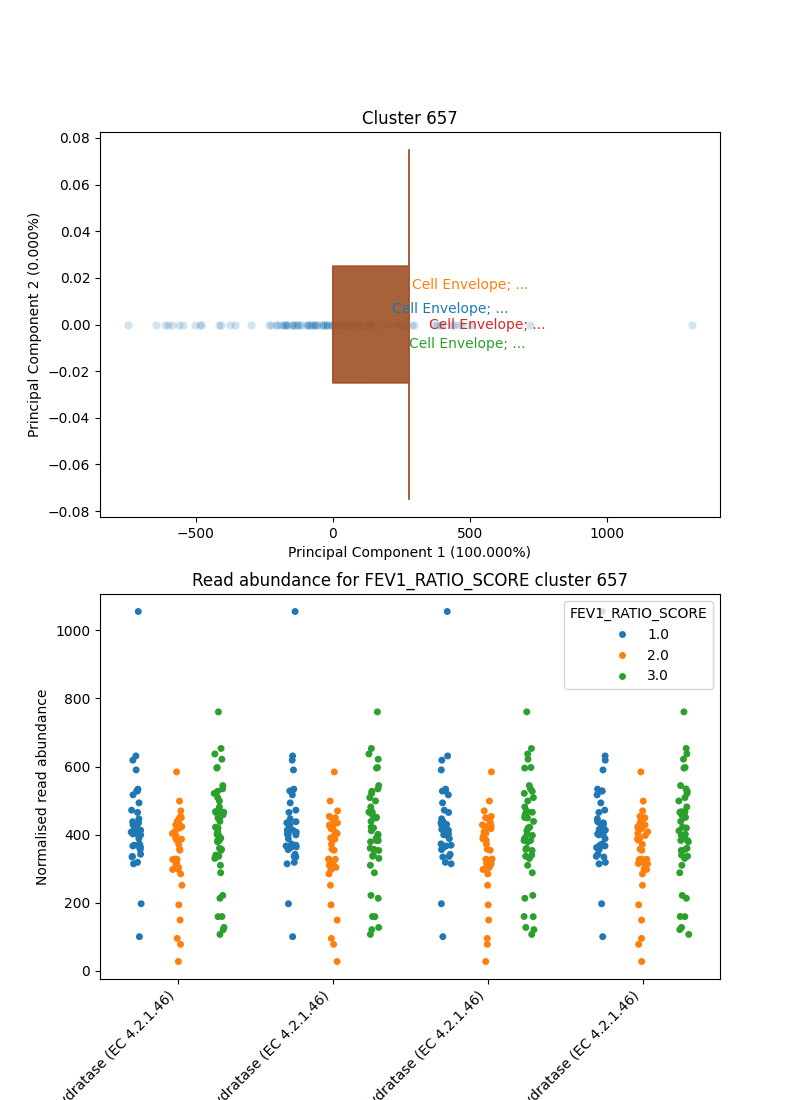 Cluster 657
Principal Component 2 (0.000%)
0.08
0.06
0.04
0.02
0.00
−0.02
−0.04
−0.06
−0.08
Cell Envelope; ...
Cell Envelope; ...
Cell Envelope; ...
Cell Envelope; ...
−500
0
500
1000
Principal Component 1 (100.000%)
Read abundance for FEV1_RATIO_SCORE cluster 657
Normalised read abundance
1000
800
600
400
200
0
FEV1_RATIO_SCORE
1.0
2.0
3.0
ydratase (EC 4.2.1.46)
ydratase (EC 4.2.1.46)
ydratase (EC 4.2.1.46)
ydratase (EC 4.2.1.46)